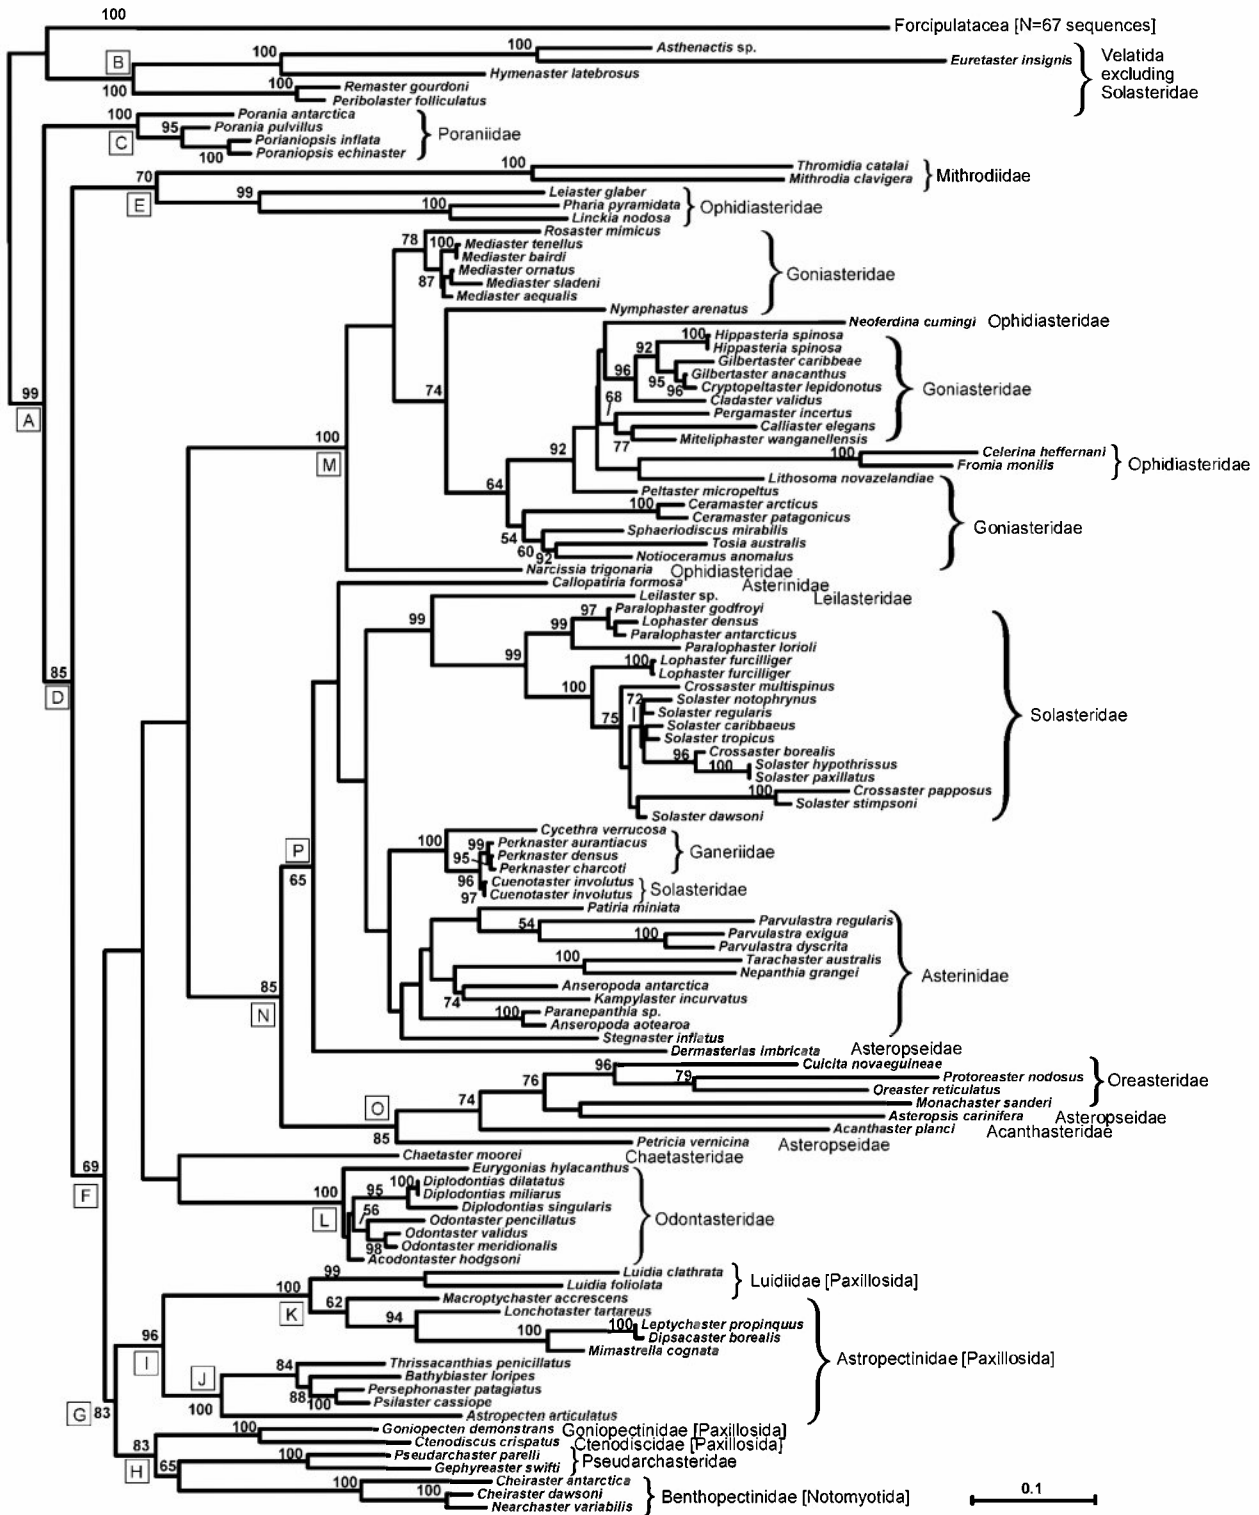 100
Forcipulatacea [N=67 sequences]
100 Asthenactis sp.
B 100 Euretaster insignis Velatida
Hymenaster latebrosus excluding
100 100 Remaster gourdoni Solasteridae
Peribolaster folliculatus
100 Porania antarctica
95 Porania pulvillus
C Porianiopsis inflata Poraniidae
100 Poraniopsis echinaster
100 Thromidia catalai
70 Mithrodia clavigera Mithrodiidae
E 99 Leiaster glaber
100 Pharia pyramidata Ophidiasteridae
Linckia nodosa
78 Rosaster mimicus
100 Mediaster tenellus
Mediaster bairdi
Mediaster ornatus Goniasteridae
87 Mediaster sladeni
Mediaster aequalis
Nymphaster arenatus
Neoferdina cumingi Ophidiasteridae
100 Hippasteria spinosa
92 Hippasteria spinosa
Gilbertaster caribbeae
96 Gilbertaster anacanthus
95 96 Cryptopeltaster lepidonotus Goniasteridae
99 74 68 Cladaster validus
A Pergamaster incertus
Calliaster elegans
100 77 Miteliphaster wanganellensis
M 92 100 Celerina heffernani
Fromia monilis Ophidiasteridae
Lithosoma novazelandiae
64 Peltaster micropeltus
100 Ceramaster arcticus
Ceramaster patagonicus
54 Sphaeriodiscus mirabilis Goniasteridae
60 Tosia australis
92 Notioceramus anomalus
Narcissia trigonaria Ophidiasteridae
Callopatiria formosa Asterinidae
Leilaster sp. Leilasteridae
99 97 Paralophaster godfroyi
99 Lophaster densus
Paralophaster antarcticus
99 Paralophaster lorioli
100 Lophaster furcilliger
85 Lophaster furcilliger
D 100 Crossaster multispinus
72 Solaster notophrynus
75 Solaster regularis Solasteridae
Solaster caribbaeus
Solaster tropicus
96 Crossaster borealis
100 Solaster hypothrissus
Solaster paxillatus
100 Crossaster papposus
Solaster stimpsoni
Solaster dawsoni
100 Cycethra verrucosa
P 99 Perknaster aurantiacus
95 Perknaster densus Ganeriidae
Perknaster charcoti
65 96 Cuenotaster involutus Solasteridae
97 Cuenotaster involutus
Patiria miniata
54 Parvulastra regularis
100 Parvulastra exigua
Parvulastra dyscrita
100 Tarachaster australis
Nepanthia grangei Asterinidae
85 Anseropoda antarctica
74 Kampylaster incurvatus
N 100 Paranepanthia sp.
Anseropoda aotearoa
Stegnaster inflatus
Dermasterias imbricata Asteropseidae
96 Culcita novaeguineae
76 79 Protoreaster nodosus Oreasteridae
Oreaster reticulatus
O 74 Monachaster sanderi
Asteropsis carinifera Asteropseidae
85 Acanthaster planci Acanthasteridae
Petricia vernicina Asteropseidae
Chaetaster moorei Chaetasteridae
69 Eurygonias hylacanthus
F 100 95 100 Diplodontias dilatatus
Diplodontias miliarus
L 56 Diplodontias singularis
Odontaster pencillatus Odontasteridae
Odontaster validus
98 Odontaster meridionalis
Acodontaster hodgsoni
99 Luidia clathrata
100 Luidia foliolata Luidiidae [Paxillosida]
K 62 Macroptychaster accrescens
94 Lonchotaster tartareus
100 100 Leptychaster propinquus
96 Dipsacaster borealis
Mimastrella cognata
I 84 Thrissacanthias penicillatus Astropectinidae [Paxillosida]
J Bathybiaster loripes
88 Persephonaster patagiatus
100 100 Psilaster cassiope
G 83 Astropecten articulatus
100 Goniopecten demonstrans Goniopectinidae [Paxillosida]
83 Ctenodiscus crispatus Ctenodiscidae [Paxillosida]
H 65 100 Pseudarchaster parelli
Gephyreaster swifti Pseudarchasteridae
100 Cheiraster antarctica
100 Cheiraster dawsoni Benthopectinidae [Notomyotida]
Nearchaster variabilis
0.1